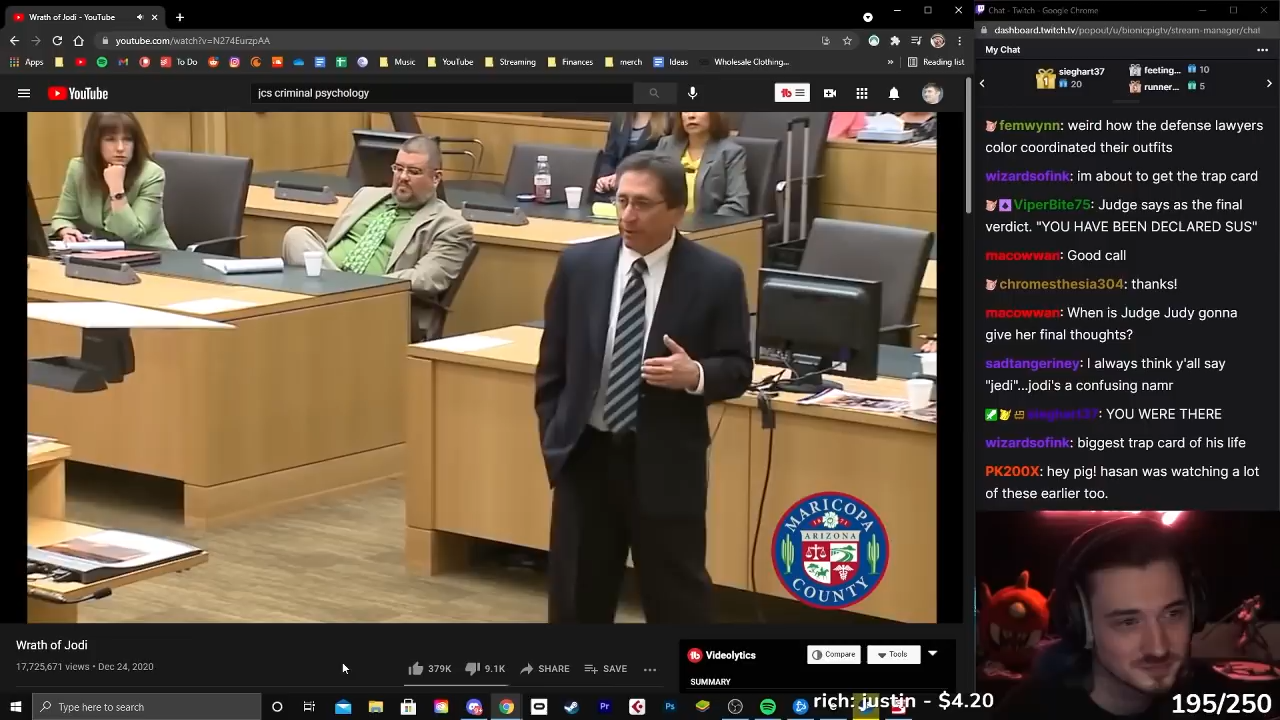 Wrath of Jodi - YouTube
youtube.com/watch?v=N274EurzpAA
Apps
To Do
Music
YouTube
Streaming
Finances
merch
Ideas
Wholesale Clothing...
»
Reading list
YouTube
jcs criminal psychology
MARICOPA
1871
ARIZONA
COUNTY
Wrath of Jodi
17,725,671 views • Dec 24, 2020
379K
9.1K
SHARE
SAVE
Videolytics
Compare
Tools
SUMMARY
Type here to search
Chat - Twitch - Google Chrome
dashboard.twitch.tv/popout/u/bionicpigtv/stream-manager/chat
My Chat
1
sieghart37
20
feeting... 10
runner... 5
femwynn: weird how the defense lawyers
color coordinated their outfits
wizardsofink: im about to get the trap card
ViperBite75: Judge says as the final
verdict. "YOU HAVE BEEN DECLARED SUS"
macowwan: Good call
chromesthesia304: thanks!
macowwan: When is Judge Judy gonna
give her final thoughts?
sadtangeriney: I always think y'all say
"jedi"...jodi's a confusing namr
sieghart37: YOU WERE THERE
wizardsofink: biggest trap card of his life
PK200X: hey pig! hasan was watching a lot
of these earlier too.
rich: justin - $4.20
195/250